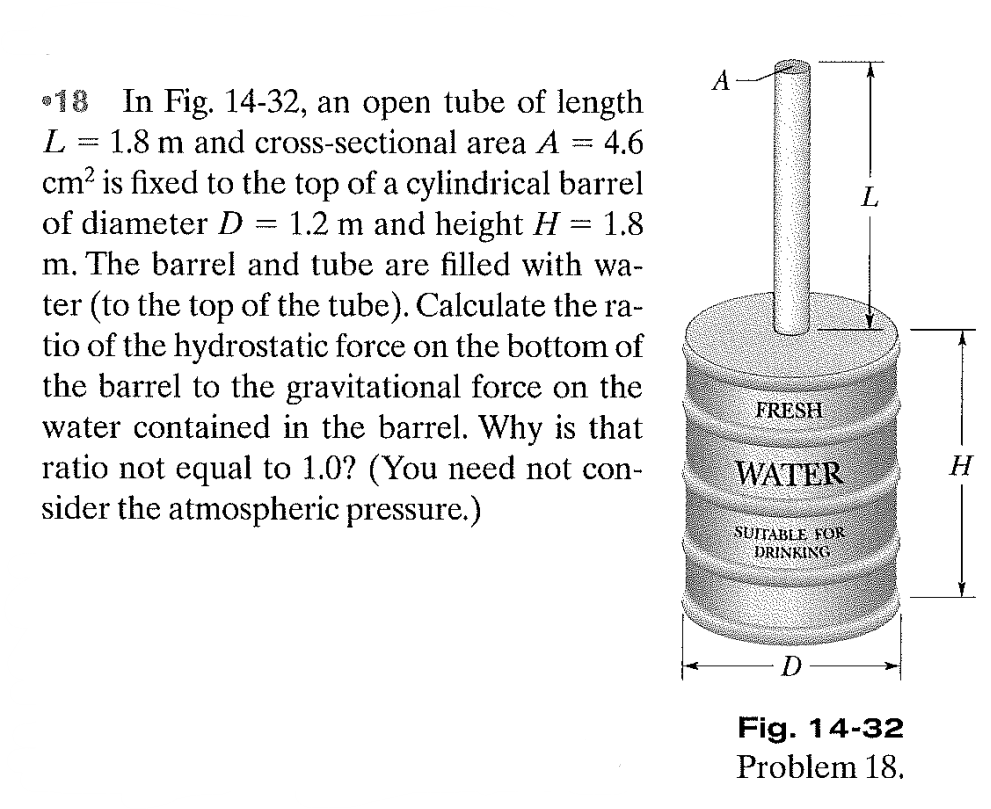 •18 In Fig. 14-32, an open tube of length
L = 1.8 m and cross-sectional area A = 4.6
cm² is fixed to the top of a cylindrical barrel
of diameter D = 1.2 m and height H = 1.8
m. The barrel and tube are filled with wa-
ter (to the top of the tube). Calculate the ra-
tio of the hydrostatic force on the bottom of
the barrel to the gravitational force on the
water contained in the barrel. Why is that
ratio not equal to 1.0? (You need not con-
sider the atmospheric pressure.)
A
L
FRESH
WATER
H
SUITABLE FOR
DRINKING
D
Fig. 14-32
Problem 18.